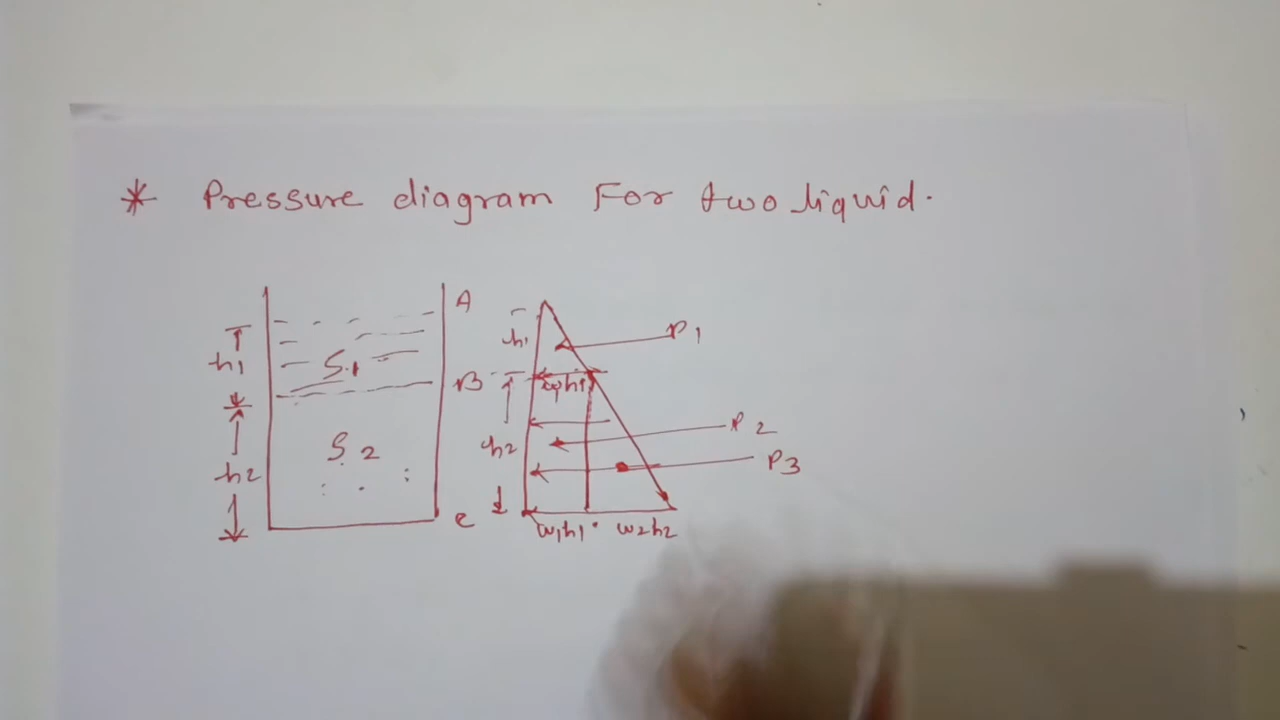 * Pressure diagram For two liquid.
A
h1
S1
h1
P1
B
w1h1
S2
h2
h2
P2
P3
C
w1h1
w2h2